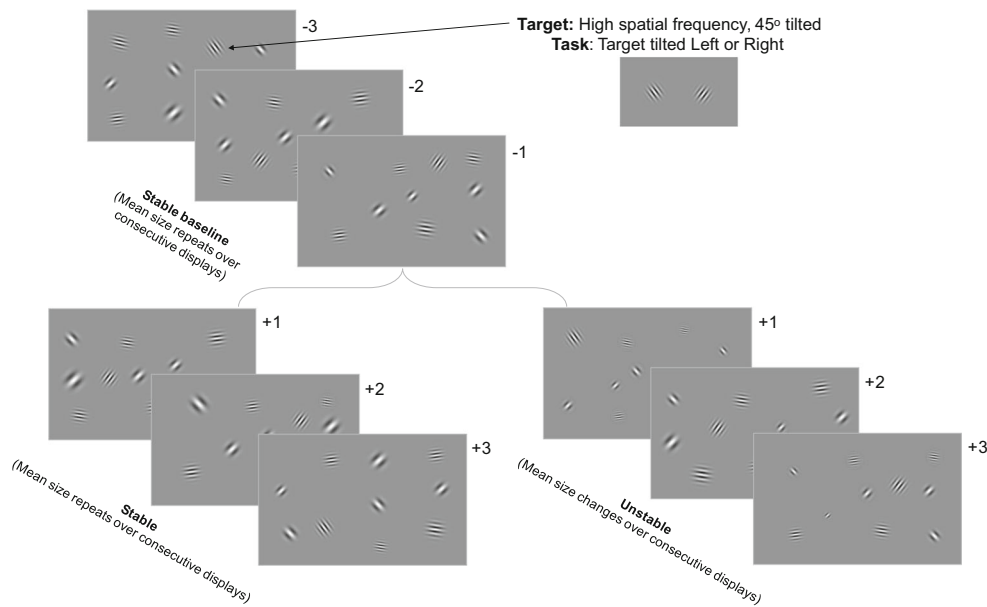 -3
Target: High spatial frequency, 45º tilted
Task: Target tilted Left or Right
-2
-1
Stable baseline
(Mean size repeats over
consecutive displays)
+1
+2
+3
Stable
(Mean size repeats over consecutive displays)
+1
+2
+3
Unstable
(Mean size changes over consecutive displays)